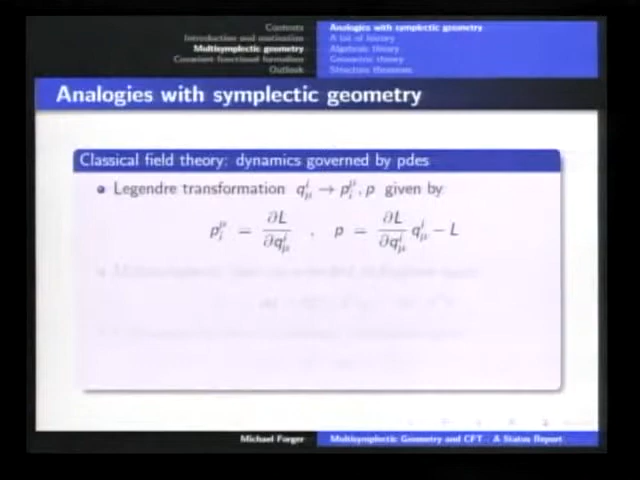 Contents
Introduction and motivation
Multisymplectic geometry
Covariant functional formalism
Outlook
Analogies with symplectic geometry
A bit of history
Algebraic theory
Geometric theory
Structure theorems
Analogies with symplectic geometry
Classical field theory: dynamics governed by pdes
Legendre transformation q^i_μ → p^μ_i, p given by
p^μ_i = ∂L/∂q^i_μ , p = ∂L/∂q^i_μ q^i_μ − L
Michael Forger Multisymplectic Geometry and CFT - A Status Report